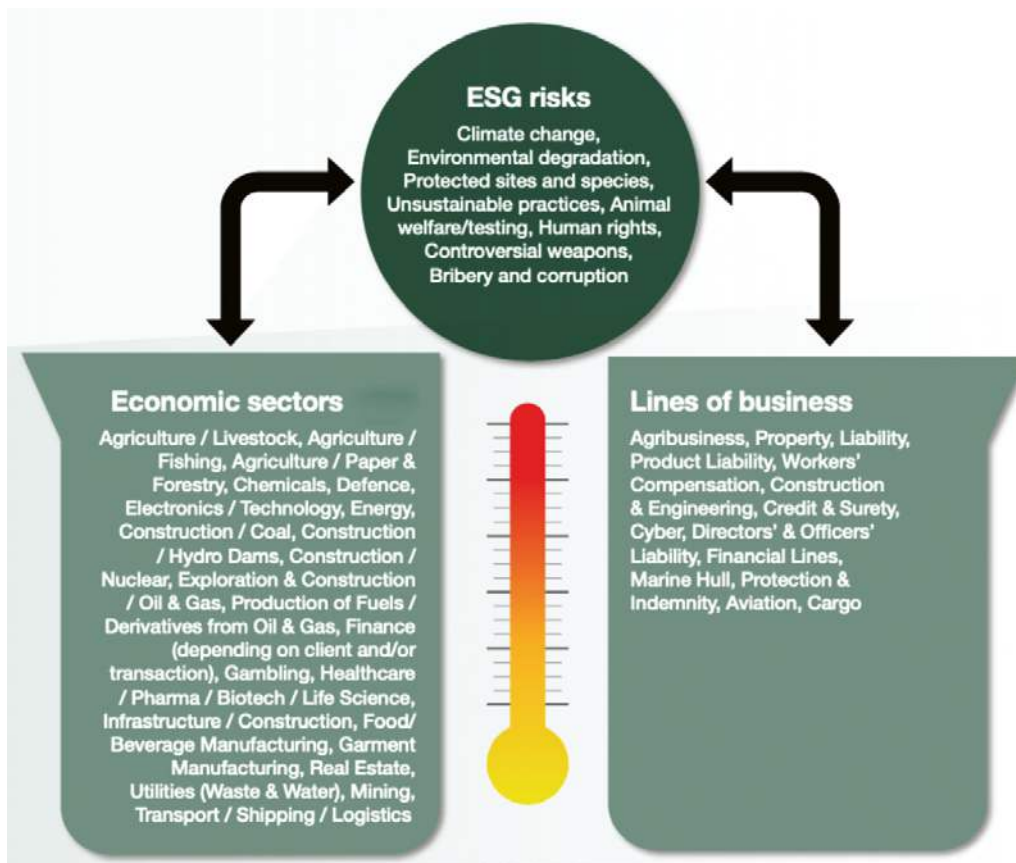 ESG risks
Climate change,
Environmental degradation,
Protected sites and species,
Unsustainable practices, Animal
welfare/testing, Human rights,
Controversial weapons,
Bribery and corruption
Economic sectors
Agriculture / Livestock, Agriculture /
Fishing, Agriculture / Paper &
Forestry, Chemicals, Defence,
Electronics / Technology, Energy,
Construction / Coal, Construction
/ Hydro Dams, Construction /
Nuclear, Exploration & Construction
/ Oil & Gas, Production of Fuels /
Derivatives from Oil & Gas, Finance
(depending on client and/or
transaction), Gambling, Healthcare
/ Pharma / Biotech / Life Science,
Infrastructure / Construction, Food/
Beverage Manufacturing, Garment
Manufacturing, Real Estate,
Utilities (Waste & Water), Mining,
Transport / Shipping / Logistics
Lines of business
Agribusiness, Property, Liability,
Product Liability, Workers’
Compensation, Construction
& Engineering, Credit & Surety,
Cyber, Directors’ & Officers’
Liability, Financial Lines,
Marine Hull, Protection &
Indemnity, Aviation, Cargo